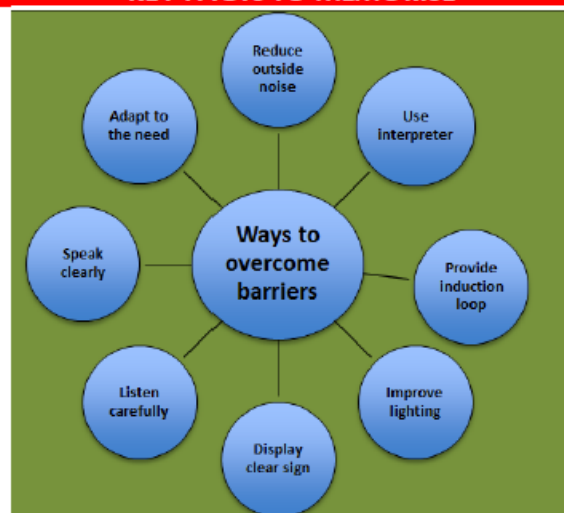 Reduce
outside
noise
Use
interpreter
Provide
induction
loop
Improve
lighting
Display
clear sign
Listen
carefully
Speak
clearly
Adapt to
the need
Ways to
overcome
barriers